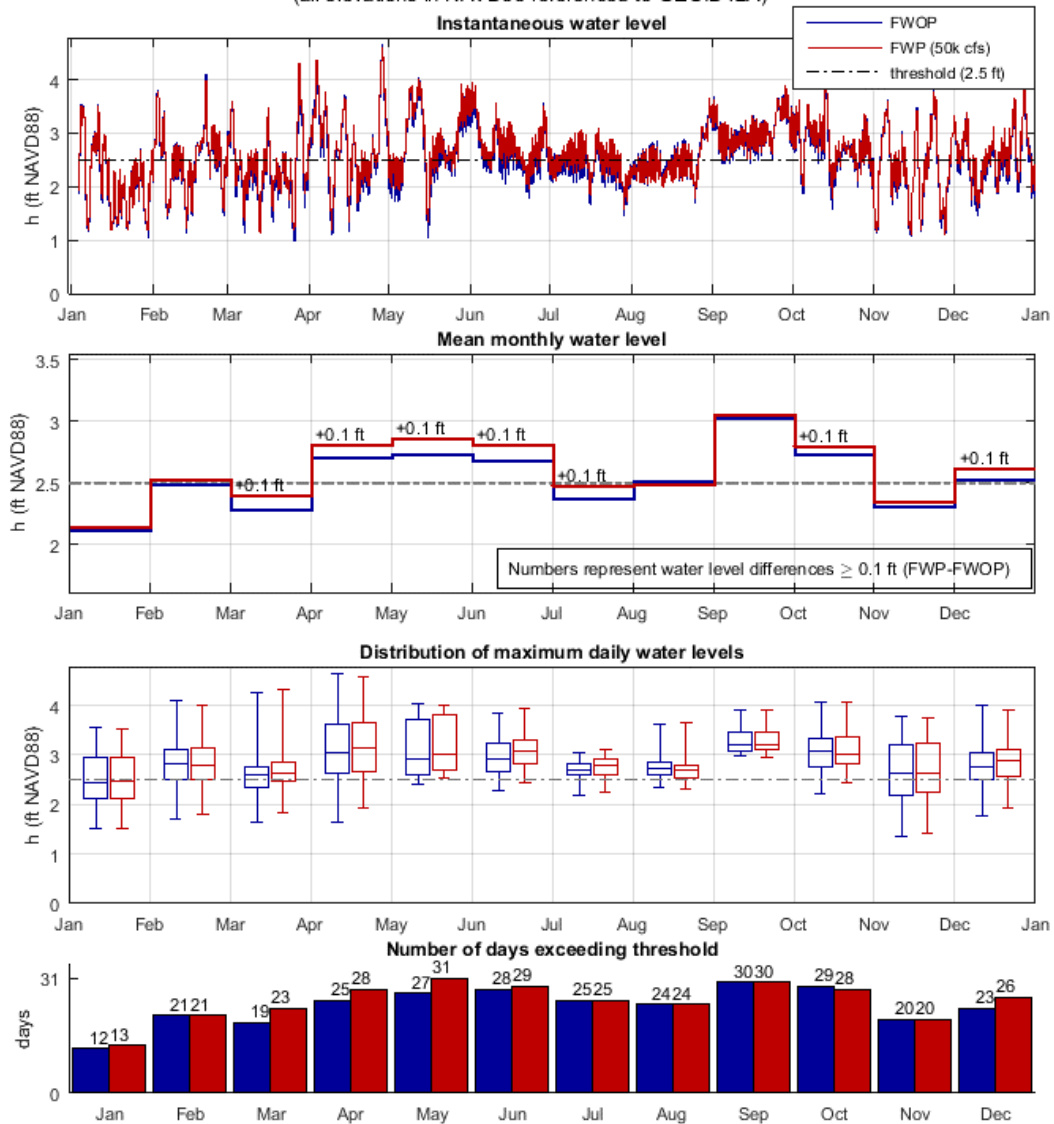 Instantaneous water level
FWOP
FWP (50k cfs)
threshold (2.5 ft)
h (ft NAVD88)
4
3
2
1
0
Jan Feb Mar Apr May Jun Jul Aug Sep Oct Nov Dec Jan
Mean monthly water level
h (ft NAVD88)
3.5
3
2.5
2
+0.1 ft +0.1 ft +0.1 ft +0.1 ft +0.1 ft +0.1 ft +0.1 ft
Numbers represent water level differences ≥ 0.1 ft (FWP-FWOP)
Jan Feb Mar Apr May Jun Jul Aug Sep Oct Nov Dec
Distribution of maximum daily water levels
h (ft NAVD88)
4
3
2
1
0
Jan Feb Mar Apr May Jun Jul Aug Sep Oct Nov Dec Jan
Number of days exceeding threshold
days
31
0
12 13 21 21 19 23 25 28 27 31 28 29 25 25 24 24 30 30 29 28 20 20 23 26
Jan Feb Mar Apr May Jun Jul Aug Sep Oct Nov Dec